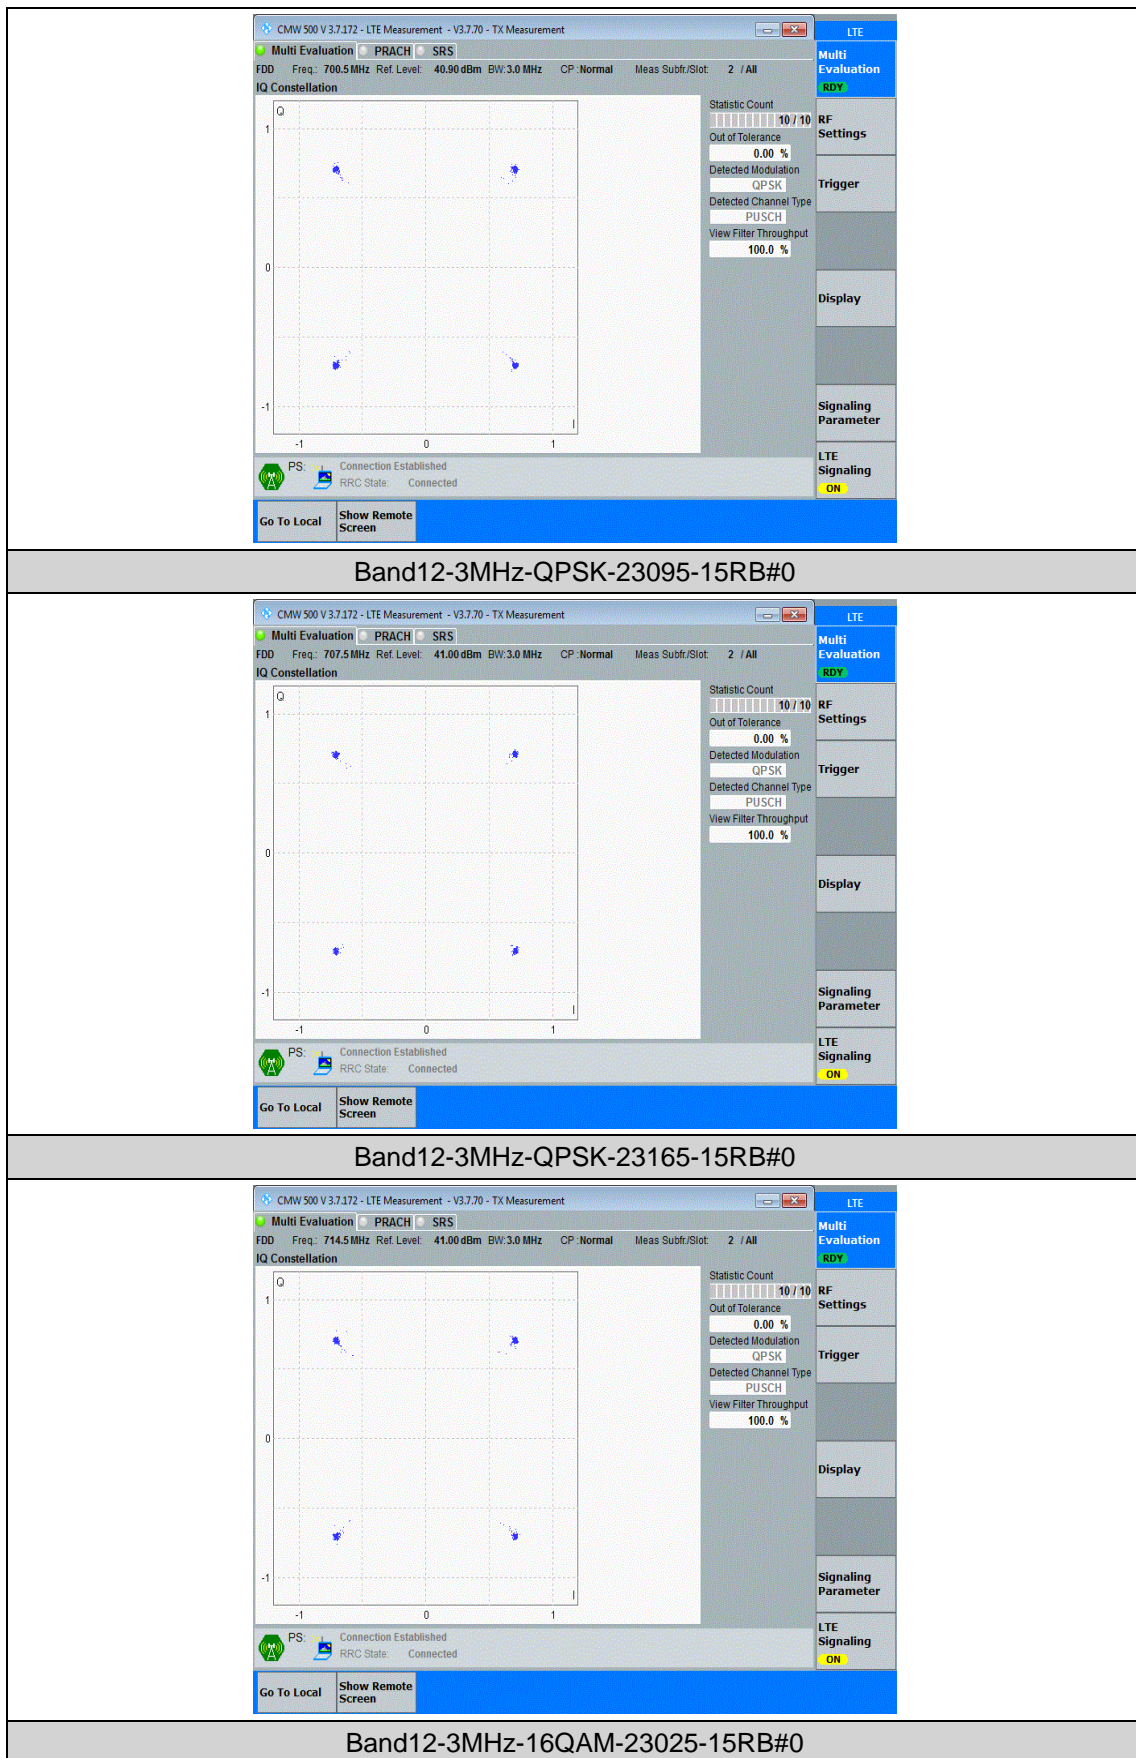 CMW 500 V 3.7.172 - LTE Measurement - V3.7.70 - TX Measurement
LTE
Multi Evaluation PRACH SRS
Multi
Evaluation
RDY
FDD Freq.: 700.5 MHz Ref. Level: 40.90 dBm BW: 3.0 MHz CP : Normal Meas Subfr./Slot: 2 / All
IQ Constellation
Q
1
0
-1
I
-1 0 1
Statistic Count
10 / 10
Out of Tolerance
0.00 %
Detected Modulation
QPSK
Detected Channel Type
PUSCH
View Filter Throughput
100.0 %
RF
Settings
Trigger
Display
Signaling
Parameter
LTE
Signaling
ON
PS: Connection Established
RRC State: Connected
Go To Local
Show Remote
Screen
Band12-3MHz-QPSK-23095-15RB#0
CMW 500 V 3.7.172 - LTE Measurement - V3.7.70 - TX Measurement
LTE
Multi Evaluation PRACH SRS
Multi
Evaluation
RDY
FDD Freq.: 707.5 MHz Ref. Level: 41.00 dBm BW: 3.0 MHz CP : Normal Meas Subfr./Slot: 2 / All
IQ Constellation
Q
1
0
-1
I
-1 0 1
Statistic Count
10 / 10
Out of Tolerance
0.00 %
Detected Modulation
QPSK
Detected Channel Type
PUSCH
View Filter Throughput
100.0 %
RF
Settings
Trigger
Display
Signaling
Parameter
LTE
Signaling
ON
PS: Connection Established
RRC State: Connected
Go To Local
Show Remote
Screen
Band12-3MHz-QPSK-23165-15RB#0
CMW 500 V 3.7.172 - LTE Measurement - V3.7.70 - TX Measurement
LTE
Multi Evaluation PRACH SRS
Multi
Evaluation
RDY
FDD Freq.: 714.5 MHz Ref. Level: 41.00 dBm BW: 3.0 MHz CP : Normal Meas Subfr./Slot: 2 / All
IQ Constellation
Q
1
0
-1
I
-1 0 1
Statistic Count
10 / 10
Out of Tolerance
0.00 %
Detected Modulation
QPSK
Detected Channel Type
PUSCH
View Filter Throughput
100.0 %
RF
Settings
Trigger
Display
Signaling
Parameter
LTE
Signaling
ON
PS: Connection Established
RRC State: Connected
Go To Local
Show Remote
Screen
Band12-3MHz-16QAM-23025-15RB#0